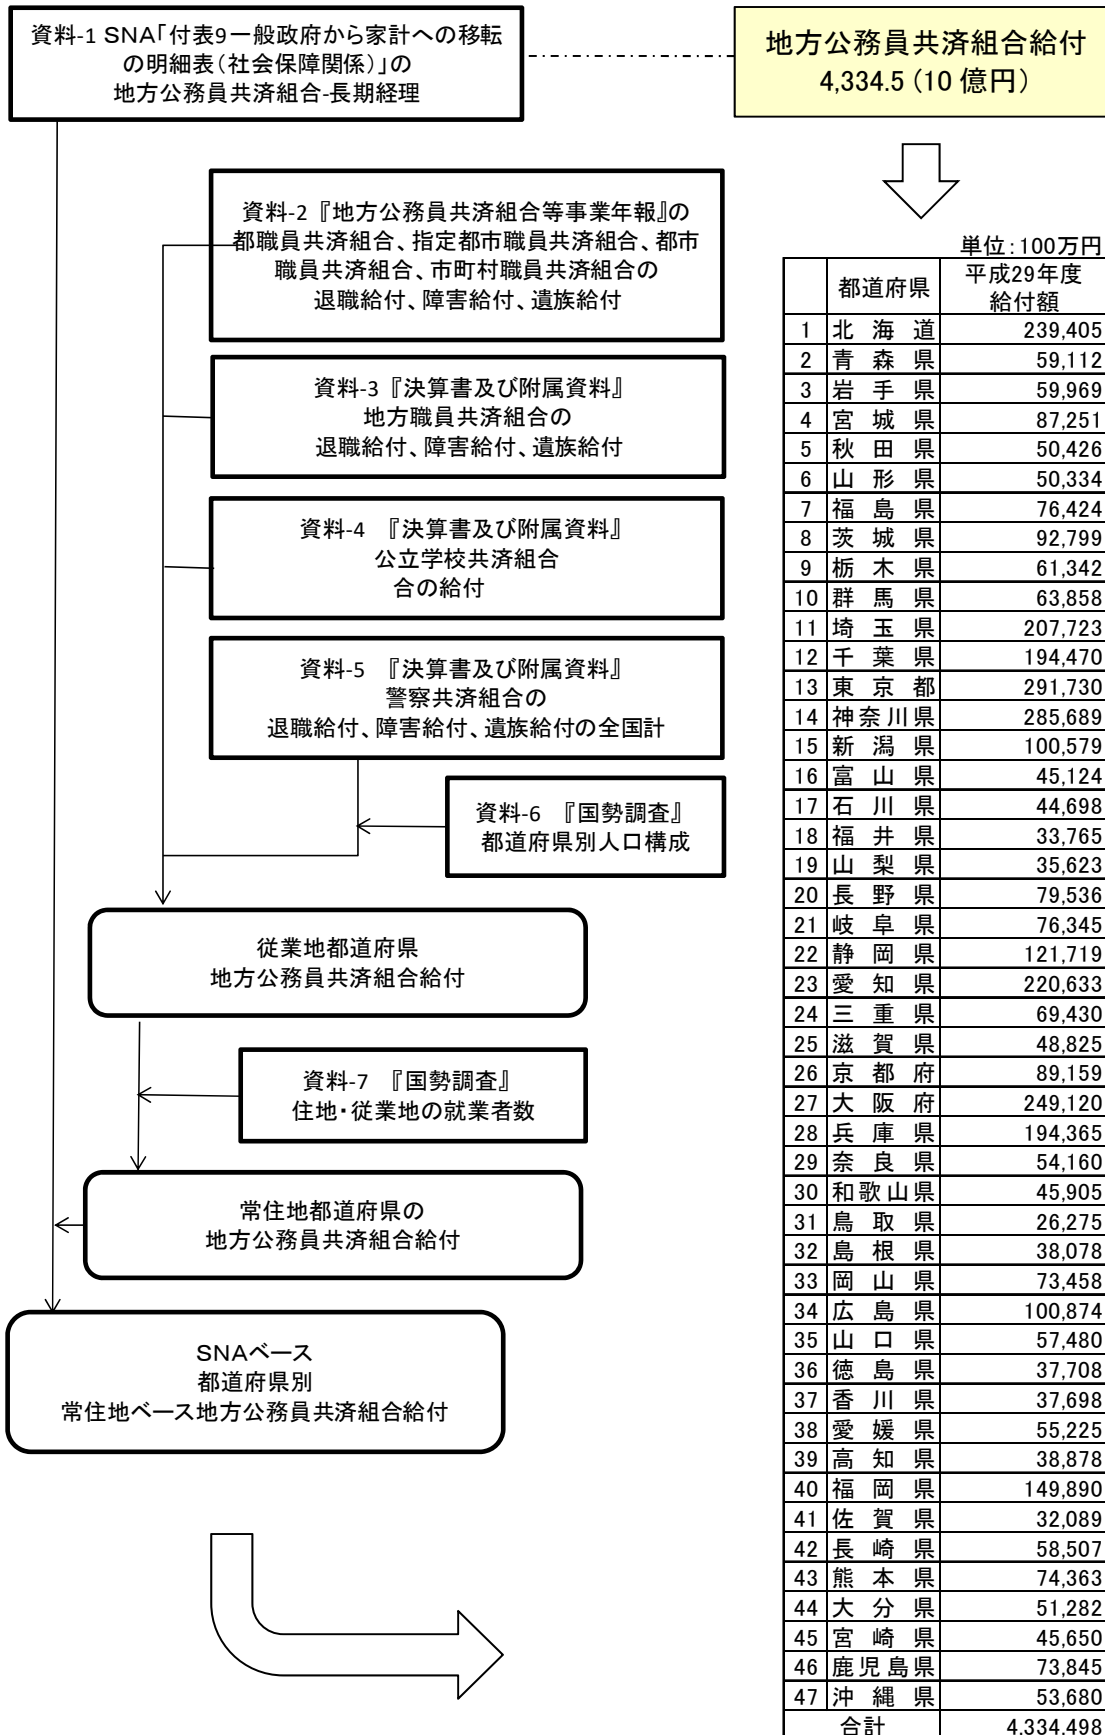 資料-1 SNA「付表9一般政府から家計への移転
の明細表(社会保障関係)」の
地方公務員共済組合-長期経理
地方公務員共済組合給付
4,334.5 (10 億円)
資料-2 『地方公務員共済組合等事業年報』の
都職員共済組合、指定都市職員共済組合、都市
職員共済組合、市町村職員共済組合の
退職給付、障害給付、遺族給付
資料-3 『決算書及び附属資料』
地方職員共済組合の
退職給付、障害給付、遺族給付
資料-4 『決算書及び附属資料』
公立学校共済組合
合の給付
資料-5 『決算書及び附属資料』
警察共済組合の
退職給付、障害給付、遺族給付の全国計
資料-6 『国勢調査』
都道府県別人口構成
従業地都道府県
地方公務員共済組合給付
資料-7 『国勢調査』
住地・従業地の就業者数
常住地都道府県の
地方公務員共済組合給付
SNAベース
都道府県別
常住地ベース地方公務員共済組合給付
単位:100万円
都道府県 平成29年度
給付額
1 北海道 239,405
2 青森県 59,112
3 岩手県 59,969
4 宮城県 87,251
5 秋田県 50,426
6 山形県 50,334
7 福島県 76,424
8 茨城県 92,799
9 栃木県 61,342
10 群馬県 63,858
11 埼玉県 207,723
12 千葉県 194,470
13 東京都 291,730
14 神奈川県 285,689
15 新潟県 100,579
16 富山県 45,124
17 石川県 44,698
18 福井県 33,765
19 山梨県 35,623
20 長野県 79,536
21 岐阜県 76,345
22 静岡県 121,719
23 愛知県 220,633
24 三重県 69,430
25 滋賀県 48,825
26 京都府 89,159
27 大阪府 249,120
28 兵庫県 194,365
29 奈良県 54,160
30 和歌山県 45,905
31 鳥取県 26,275
32 島根県 38,078
33 岡山県 73,458
34 広島県 100,874
35 山口県 57,480
36 徳島県 37,708
37 香川県 37,698
38 愛媛県 55,225
39 高知県 38,878
40 福岡県 149,890
41 佐賀県 32,089
42 長崎県 58,507
43 熊本県 74,363
44 大分県 51,282
45 宮崎県 45,650
46 鹿児島県 73,845
47 沖縄県 53,680
合計 4,334,498